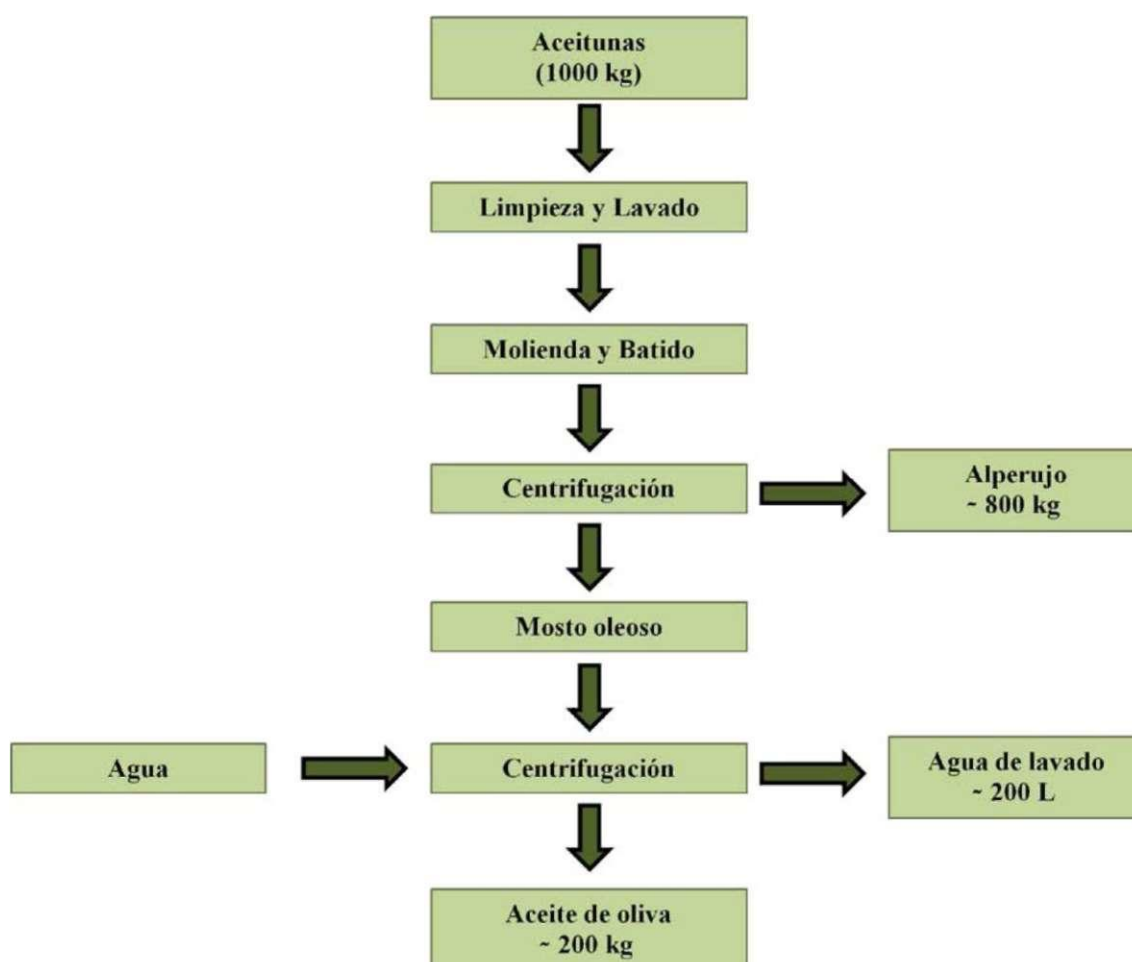 Aceitunas
(1000 kg)
Limpieza y Lavado
Molienda y Batido
Centrifugación
Alperujo
~ 800 kg
Mosto oleoso
Agua
Centrifugación
Agua de lavado
~ 200 L
Aceite de oliva
~ 200 kg